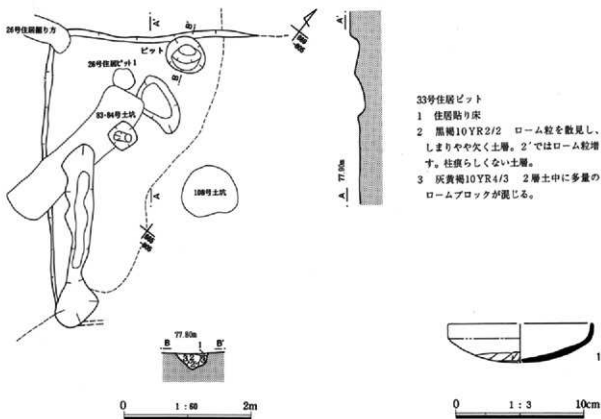 26号住居掘り方
A′
B′
ピット
26号住居ピット1
B
83・84号土坑
108号土坑
A
A′
77.90m
A
33号住居ピット
1 住居貼り床
2 黒褐10YR2/2 ローム粒を散見し、
しまりやや欠く土層。2′ではローム粒増
す。柱痕らしくない土層。
3 灰黄褐10YR4/3 2層土中に多量の
ロームブロックが混じる。
77.80m
B
1
B′
3
2
0 1:60 2m
1
0 1:3 10cm